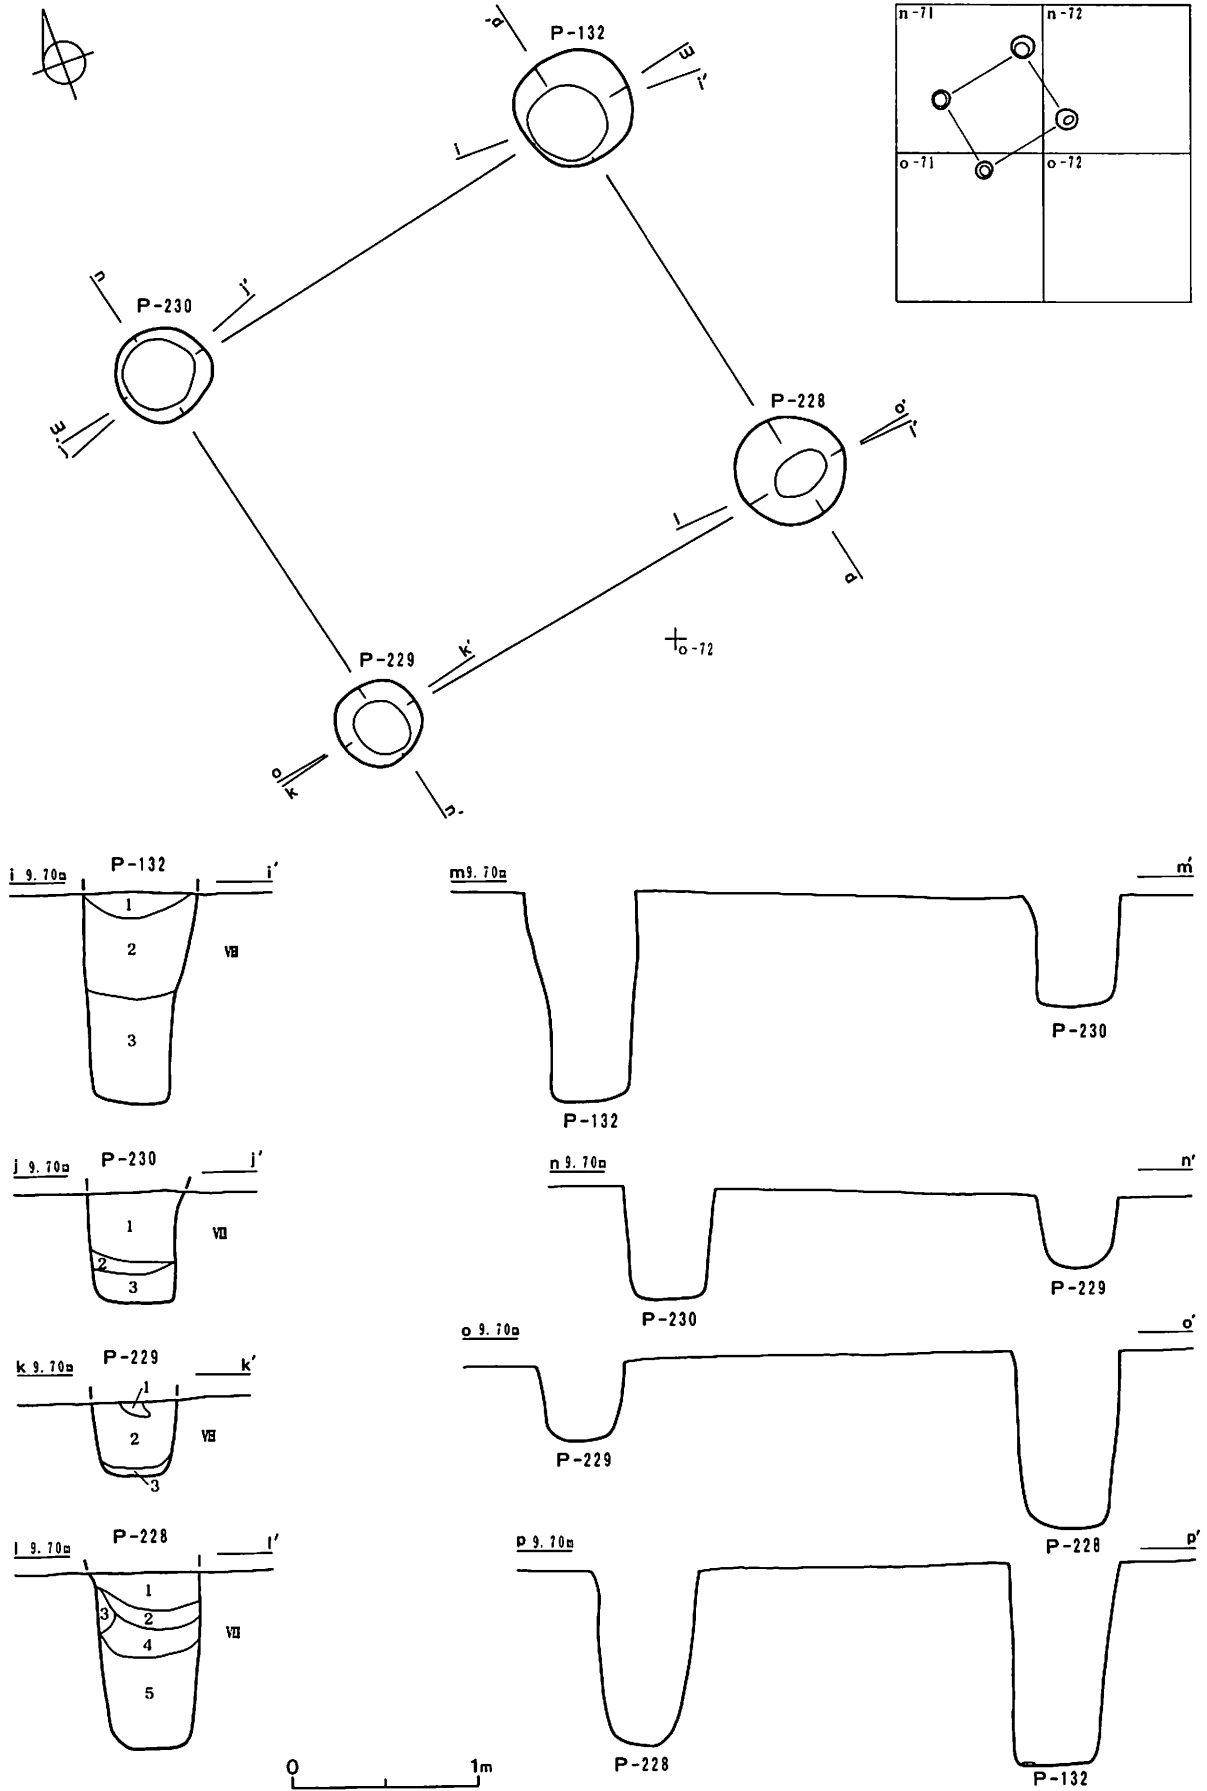 P-132
p'
m
i'
i
n-71
n-72
o-71
o-72
n
P-230
j'
m'
j
P-228
o'
l'
l
p
o-72
P-229
k'
o
k
n'
i 9.70m
P-132
i'
1
2
3
VII
m 9.70m
m'
P-132
P-230
j 9.70m
P-230
j'
1
2
3
VII
n 9.70m
n'
P-230
P-229
k 9.70m
P-229
k'
1
2
3
VII
o 9.70m
o'
P-229
P-228
l 9.70m
P-228
l'
1
2
3
4
5
VII
p 9.70m
p'
P-228
P-132
0
1m